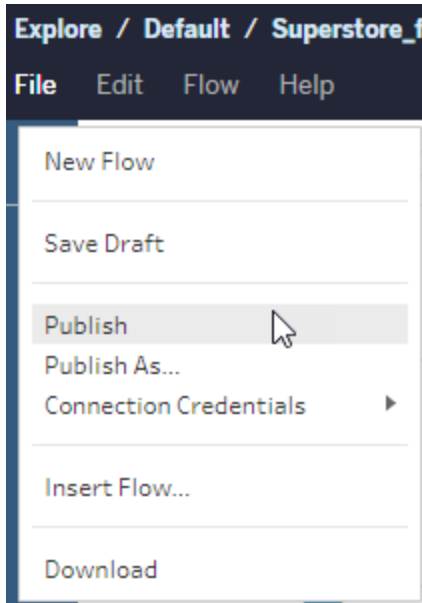 Explore / Default / Superstore_f
File Edit Flow Help
New Flow
Save Draft
Publish
Publish As...
Connection Credentials
Insert Flow...
Download